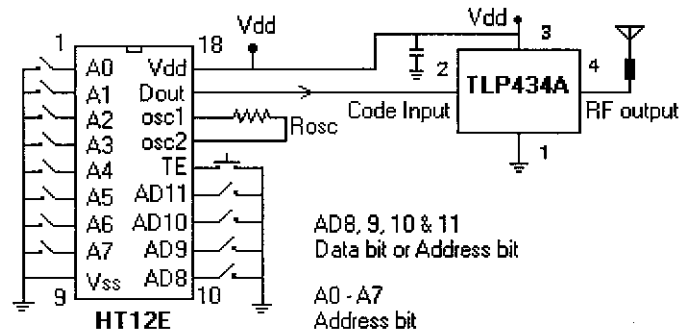 1 18 Vdd Vdd 3
A0 Vdd
2 TLP434A 4
A1 Dout
Code Input RF output
A2 osc1
Rosc
A3 osc2
1
A4 TE
A5 AD11
A6 AD10
AD8, 9, 10 & 11
A7 AD9
Data bit or Address bit
Vss AD8
9 10
A0 - A7
HT12E
Address bit